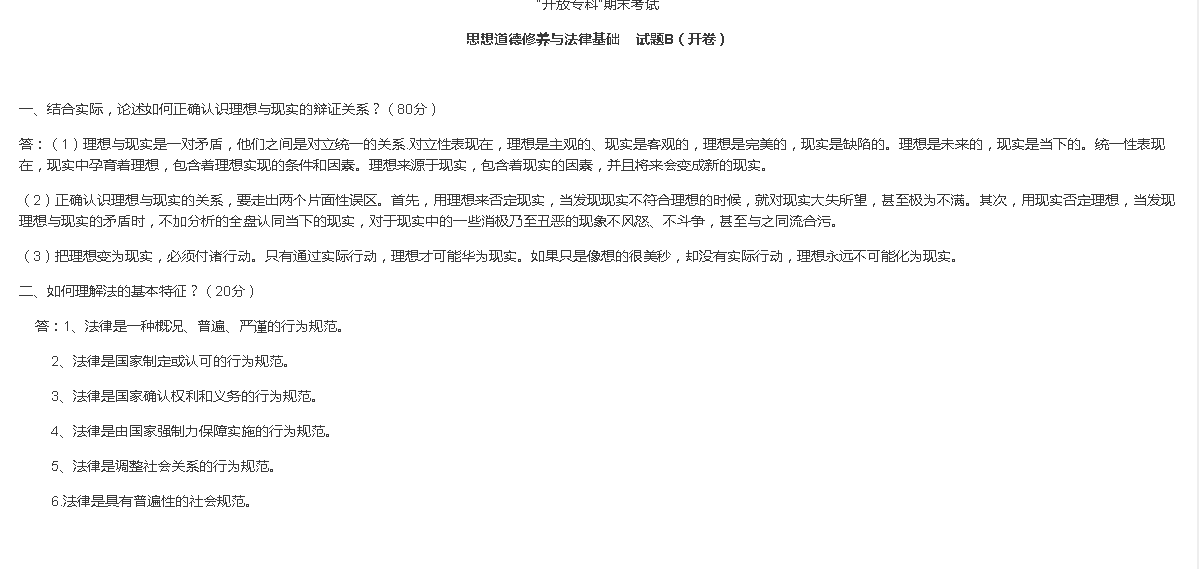 "开放专科"期末考试
思想道德修养与法律基础 试题B（开卷）
一、结合实际，论述如何正确认识理想与现实的辩证关系？（80分）
答：（1）理想与现实是一对矛盾，他们之间是对立统一的关系.对立性表现在，理想是主观的、现实是客观的，理想是完美的，现实是缺陷的。理想是未来的，现实是当下的。统一性表现
在，现实中孕育着理想，包含着理想实现的条件和因素。理想来源于现实，包含着现实的因素，并且将来会变成新的现实。
（2）正确认识理想与现实的关系，要走出两个片面性误区。首先，用理想来否定现实，当发现现实不符合理想的时候，就对现实大失所望，甚至极为不满。其次，用现实否定理想，当发现
理想与现实的矛盾时，不加分析的全盘认同当下的现实，对于现实中的一些消极乃至丑恶的现象不风怒、不斗争，甚至与之同流合污。
（3）把理想变为现实，必须付诸行动。只有通过实际行动，理想才可能华为现实。如果只是像想的很美秒，却没有实际行动，理想永远不可能化为现实。
二、如何理解法的基本特征？（20分）
答：1、法律是一种概况、普遍、严谨的行为规范。
2、法律是国家制定或认可的行为规范。
3、法律是国家确认权利和义务的行为规范。
4、法律是由国家强制力保障实施的行为规范。
5、法律是调整社会关系的行为规范。
6.法律是具有普遍性的社会规范。